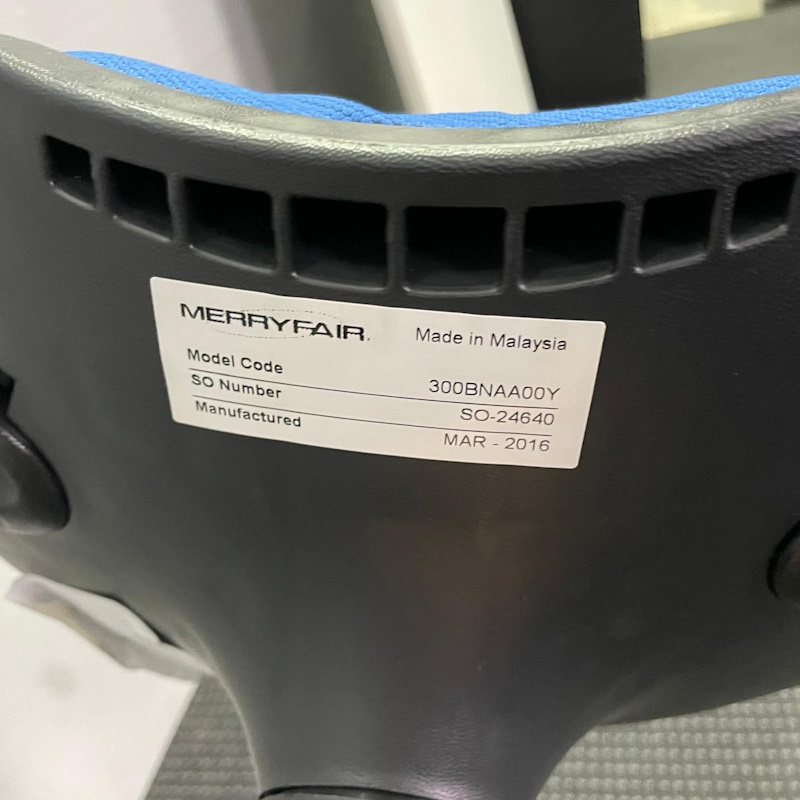 MERRYFAIR. Made in Malaysia
Model Code 300BNAA00Y
SO Number SO-24640
Manufactured MAR - 2016